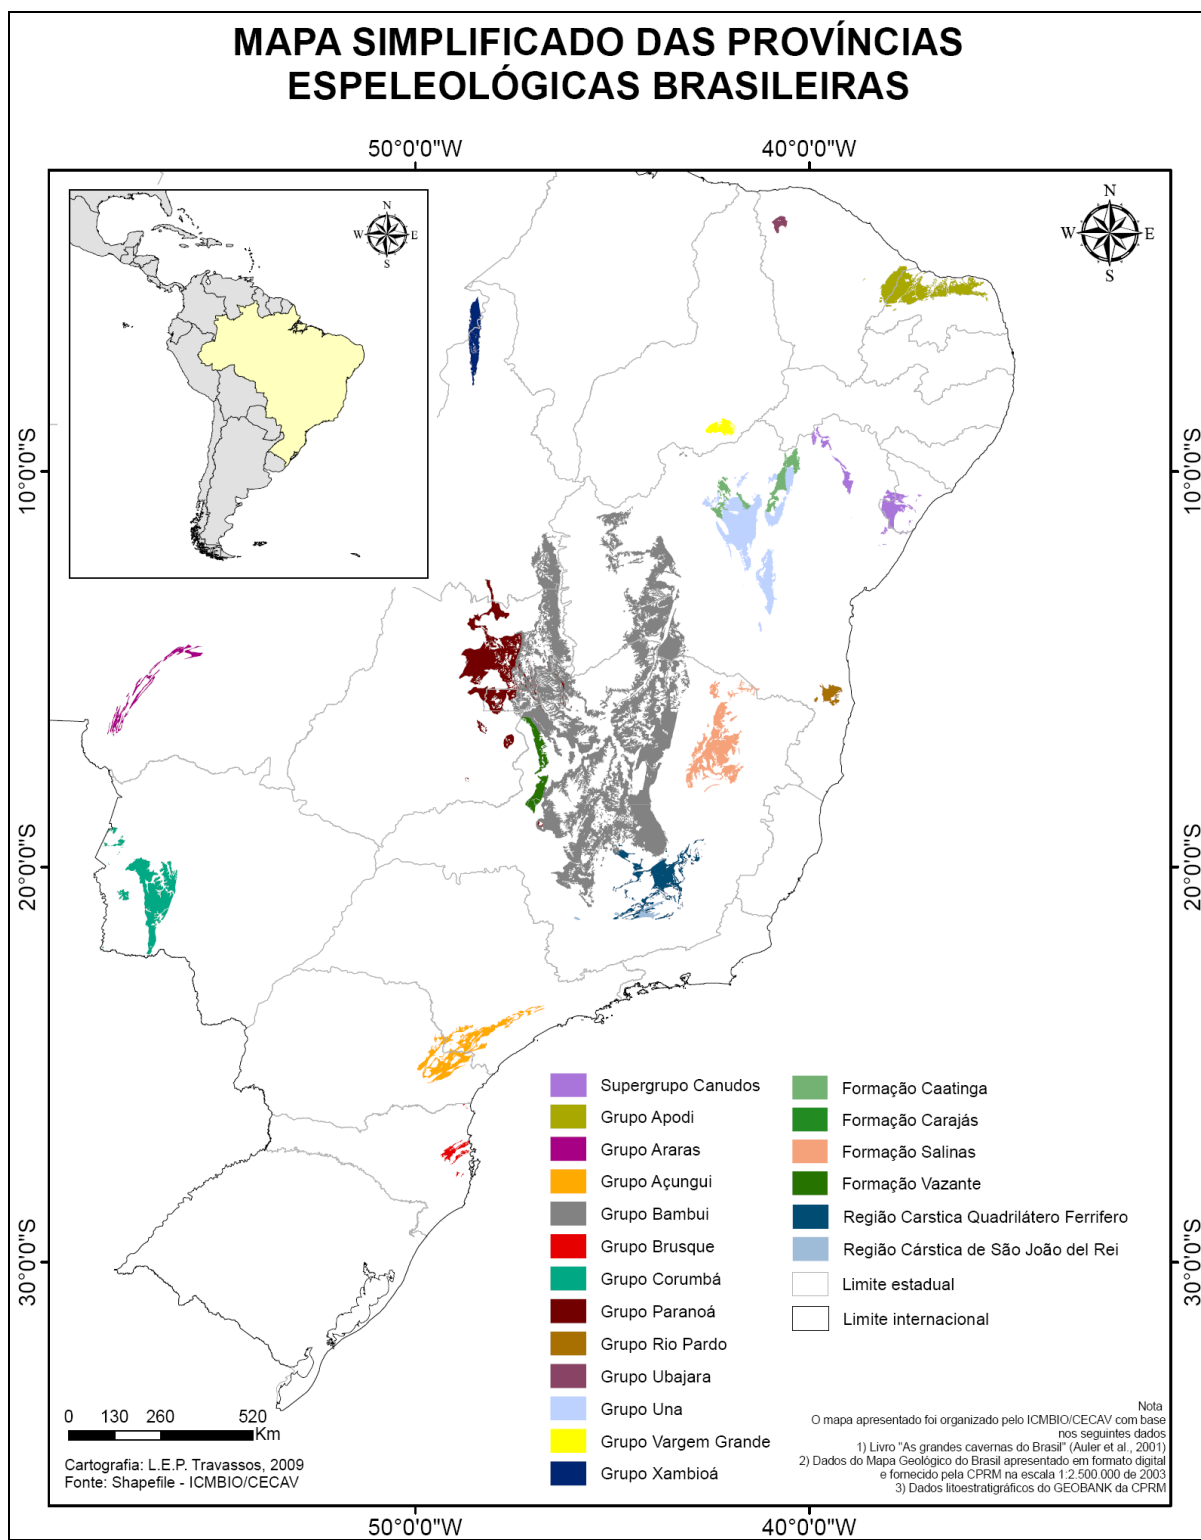 MAPA SIMPLIFICADO DAS PROVÍNCIAS
ESPELEOLÓGICAS BRASILEIRAS
50°0'0"W
40°0'0"W
N
W
E
S
N
W
E
S
10°0'0"S
10°0'0"S
20°0'0"S
20°0'0"S
30°0'0"S
30°0'0"S
Supergrupo Canudos
Grupo Apodi
Grupo Araras
Grupo Açungui
Grupo Bambui
Grupo Brusque
Grupo Corumbá
Grupo Paranoá
Grupo Rio Pardo
Grupo Ubajara
Grupo Una
Grupo Vargem Grande
Grupo Xambioá
Formação Caatinga
Formação Carajás
Formação Salinas
Formação Vazante
Região Carstica Quadrilátero Ferrifero
Região Cárstica de São João del Rei
Limite estadual
Limite internacional
0 130 260 520
Km
Cartografia: L.E.P. Travassos, 2009
Fonte: Shapefile - ICMBIO/CECAV
Nota
O mapa apresentado foi organizado pelo ICMBIO/CECAV com base
nos seguintes dados
1) Livro "As grandes cavernas do Brasil" (Auler et al., 2001)
2) Dados do Mapa Geológico do Brasil apresentado em formato digital
e fornecido pela CPRM na escala 1:2.500.000 de 2003
3) Dados litoestratigráficos do GEOBANK da CPRM
50°0'0"W
40°0'0"W